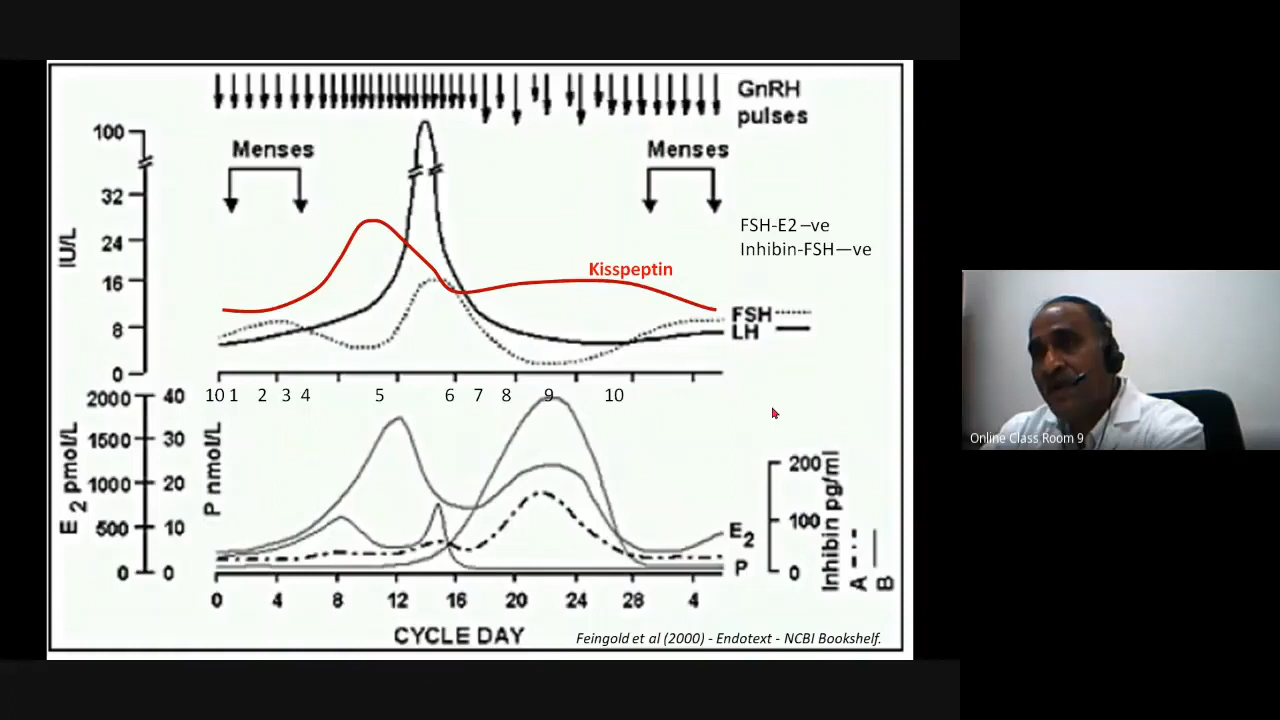 GnRH
pulses
100
Menses
Menses
32
24
16
8
0
IU/L
FSH-E2 –ve
Inhibin-FSH—ve
Kisspeptin
FSH
LH
10 1 2 3 4 5 6 7 8 9 10
2000
1500
1000
500
0
E2 pmol/L
40
30
20
10
0
P nmol/L
E2
P
200
100
0
Inhibin pg/ml
A
B
0 4 8 12 16 20 24 28 4
CYCLE DAY
Feingold et al (2000) - Endotext - NCBI Bookshelf.
Online Class Room 9